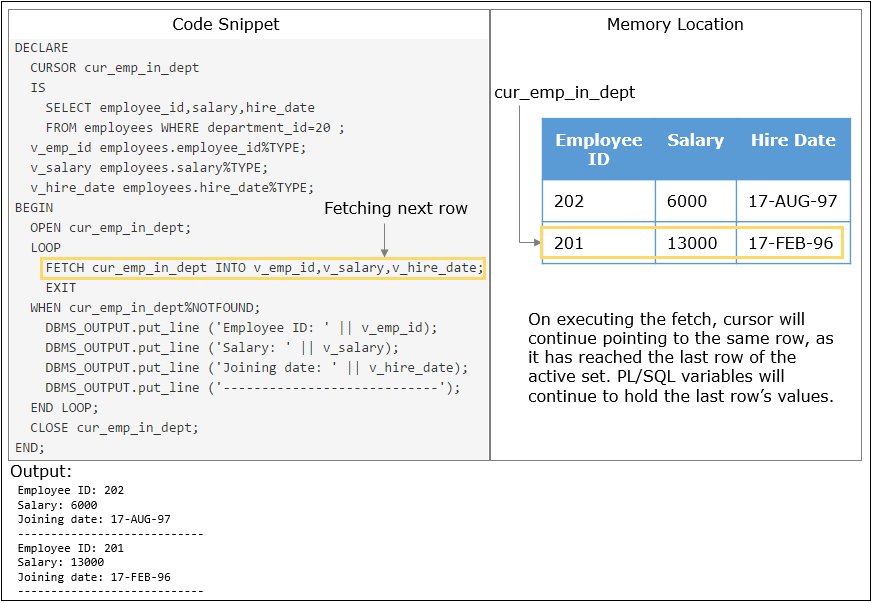 Code Snippet
DECLARE
CURSOR cur_emp_in_dept
IS
SELECT employee_id,salary,hire_date
FROM employees WHERE department_id=20 ;
v_emp_id employees.employee_id%TYPE;
v_salary employees.salary%TYPE;
v_hire_date employees.hire_date%TYPE;
BEGIN
Fetching next row
OPEN cur_emp_in_dept;
LOOP
FETCH cur_emp_in_dept INTO v_emp_id,v_salary,v_hire_date;
EXIT
WHEN cur_emp_in_dept%NOTFOUND;
DBMS_OUTPUT.put_line ('Employee ID: ' || v_emp_id);
DBMS_OUTPUT.put_line ('Salary: ' || v_salary);
DBMS_OUTPUT.put_line ('Joining date: ' || v_hire_date);
DBMS_OUTPUT.put_line ('----------------------------');
END LOOP;
CLOSE cur_emp_in_dept;
END;
Memory Location
cur_emp_in_dept
Employee ID Salary Hire Date
202 6000 17-AUG-97
201 13000 17-FEB-96
On executing the fetch, cursor will
continue pointing to the same row, as
it has reached the last row of the
active set. PL/SQL variables will
continue to hold the last row’s values.
Output:
Employee ID: 202
Salary: 6000
Joining date: 17-AUG-97
----------------------------
Employee ID: 201
Salary: 13000
Joining date: 17-FEB-96
----------------------------